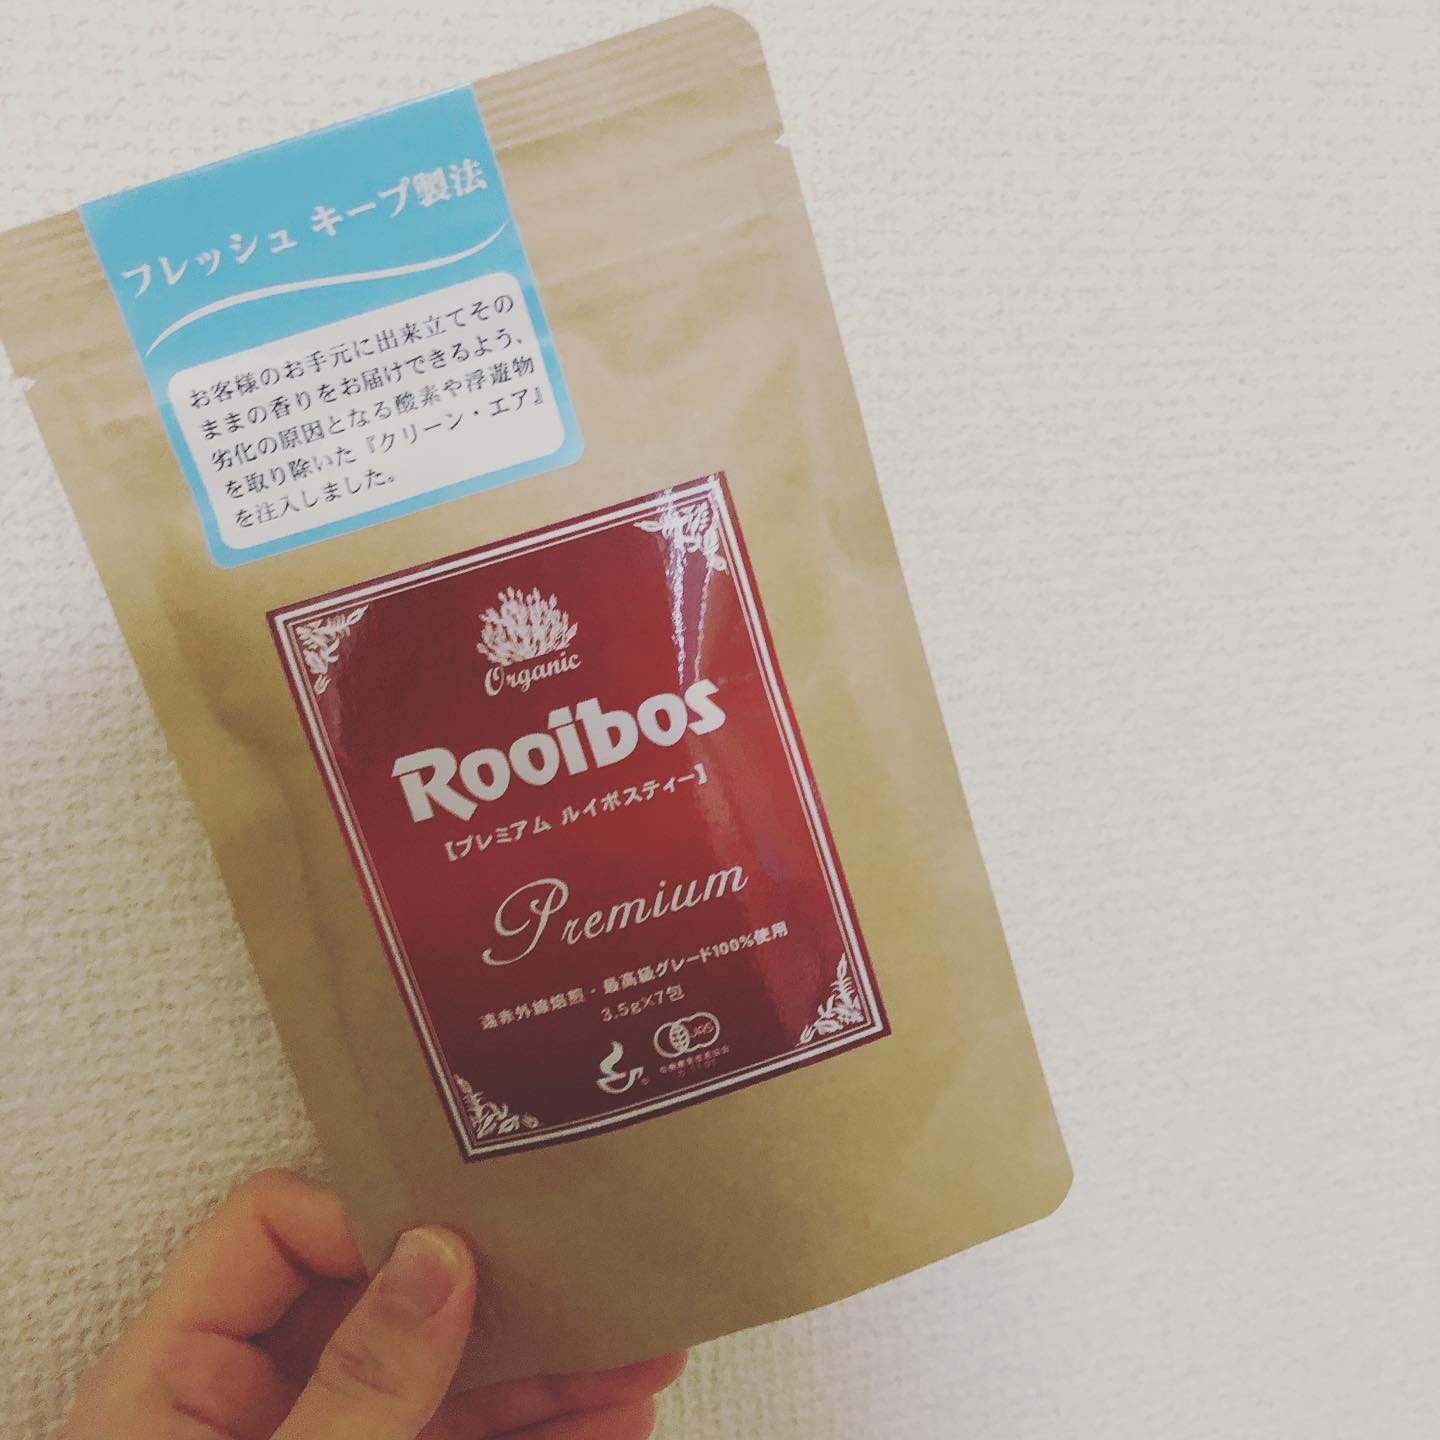 フレッシュ キープ製法
お客様のお手元に出来立てその
ままの香りをお届けできるよう、
劣化の原因となる酸素や浮遊物
を取り除いた『クリーン・エア』
を注入しました。
Organic
Rooibos
【プレミアム ルイボスティー】
Premium
遠赤外線焙煎・最高級グレード100%使用
3.5g×7包
JAS